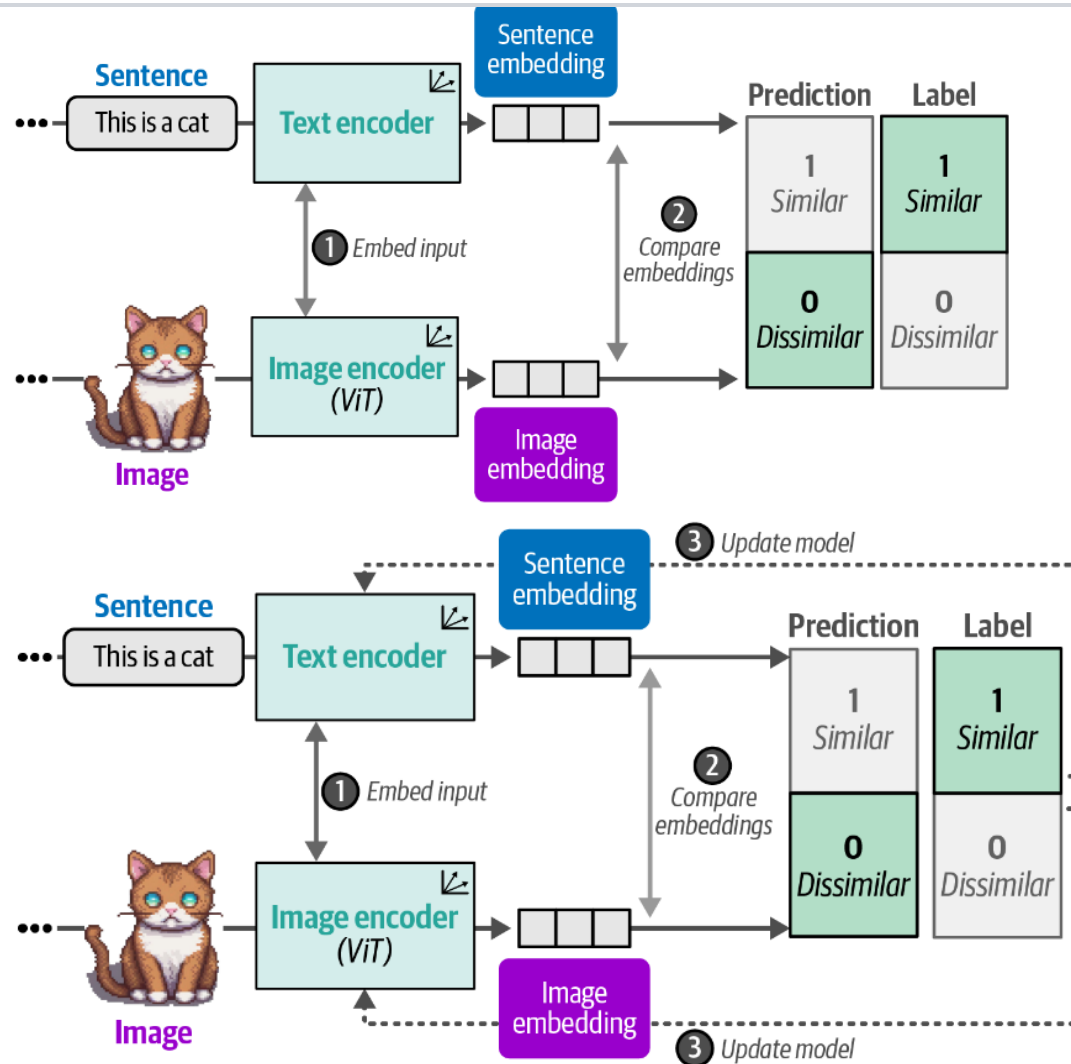 Sentence
embedding
Sentence
This is a cat
Text encoder
Prediction
Label
1
Similar
1
Similar
1 Embed input
2
Compare
embeddings
0
Dissimilar
0
Dissimilar
Image encoder
(ViT)
Image
Image
embedding
3 Update model
Sentence
embedding
Sentence
This is a cat
Text encoder
Prediction
Label
1
Similar
1
Similar
1 Embed input
2
Compare
embeddings
0
Dissimilar
0
Dissimilar
Image encoder
(ViT)
Image
Image
embedding
3 Update model